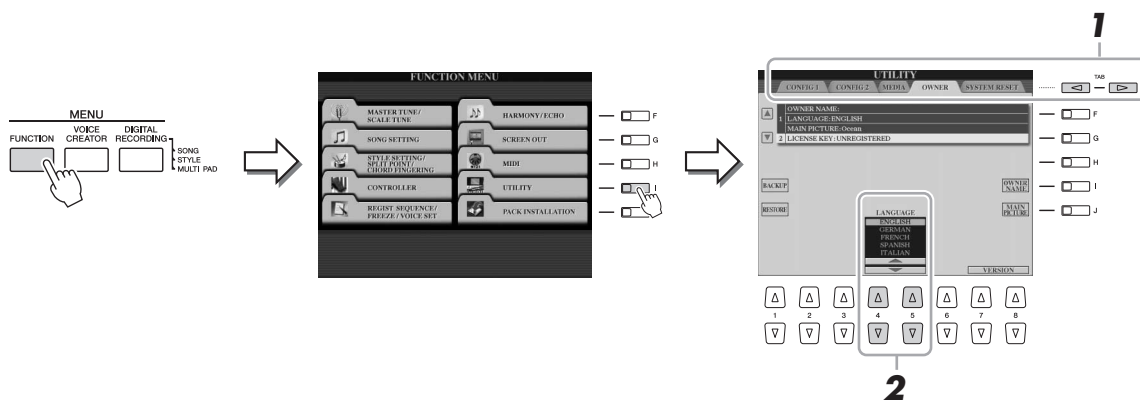 MENU
FUNCTION
VOICE CREATOR
DIGITAL RECORDING
SONG
STYLE
MULTI PAD
FUNCTION MENU
MASTER TUNE/
SCALE TUNE
HARMONY/ECHO
F
SONG SETTING
SCREEN OUT
G
STYLE SETTING/
SPLIT POINT/
CHORD FINGERING
MIDI
H
CONTROLLER
UTILITY
I
REGIST SEQUENCE/
FREEZE / VOICE SET
PACK INSTALLATION
1
UTILITY
CONFIG 1 CONFIG 2 MEDIA OWNER SYSTEM RESET
TAB
OWNER NAME:
1 LANGUAGE:ENGLISH
MAIN PICTURE:Ocean
2 LICENSE KEY:UNREGISTERED
F
G
H
BACKUP
OWNER NAME
I
RESTORE
MAIN PICTURE
J
LANGUAGE
ENGLISH
GERMAN
FRENCH
SPANISH
ITALIAN
VERSION
1 2 3 4 5 6 7 8
2